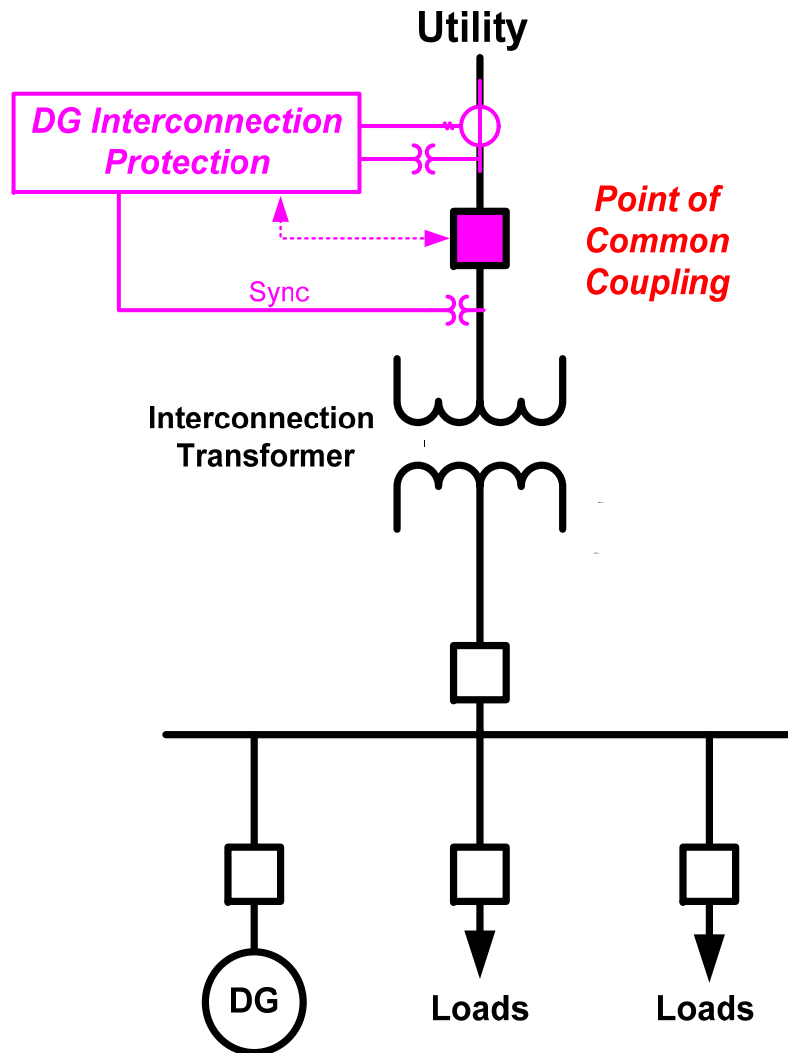 Utility
DG Interconnection
Protection
Point of
Common
Coupling
Sync
Interconnection
Transformer
DG
Loads
Loads